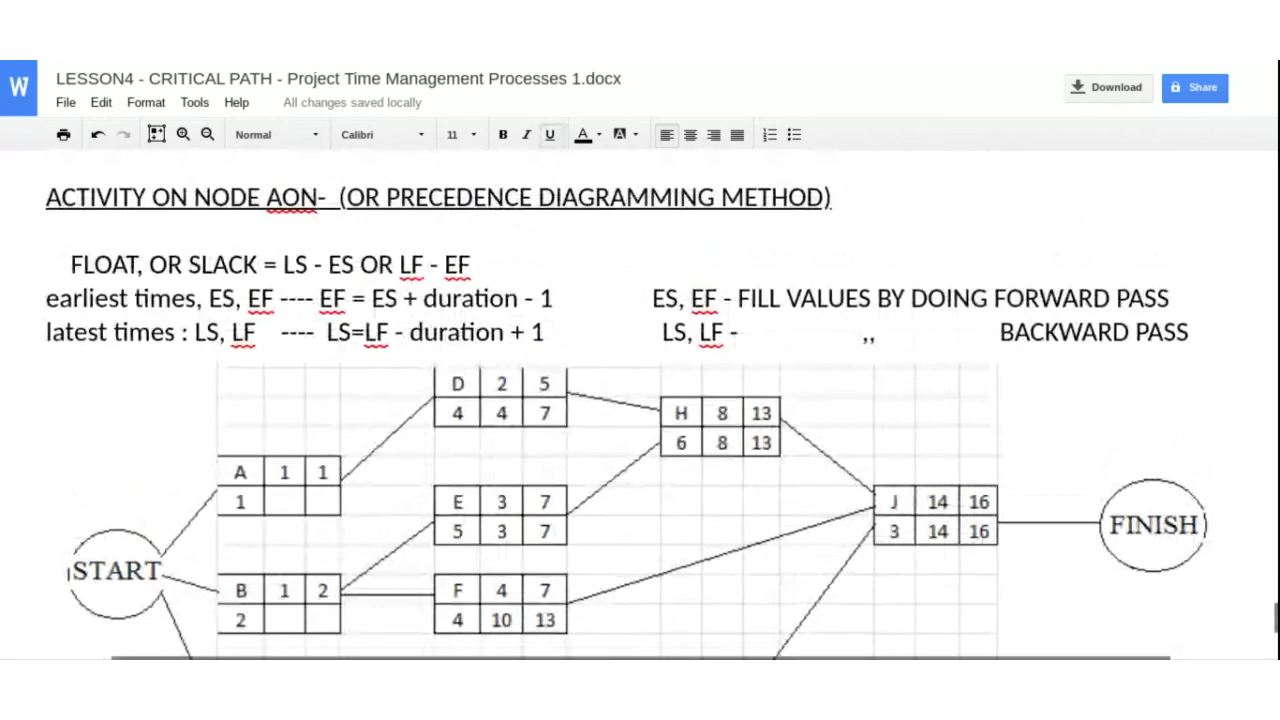 W
LESSON4 - CRITICAL PATH - Project Time Management Processes 1.docx
File Edit Format Tools Help All changes saved locally
Download
Share
Normal Calibri 11 B I U A A
ACTIVITY ON NODE AON- (OR PRECEDENCE DIAGRAMMING METHOD)
FLOAT, OR SLACK = LS - ES OR LF - EF
earliest times, ES, EF ---- EF = ES + duration - 1 ES, EF - FILL VALUES BY DOING FORWARD PASS
latest times : LS, LF ---- LS=LF - duration + 1 LS, LF - ,, BACKWARD PASS
D 2 5
4 4 7
H 8 13
6 8 13
A 1 1
1
E 3 7
5 3 7
J 14 16
3 14 16
FINISH
START
B 1 2
2
F 4 7
4 10 13